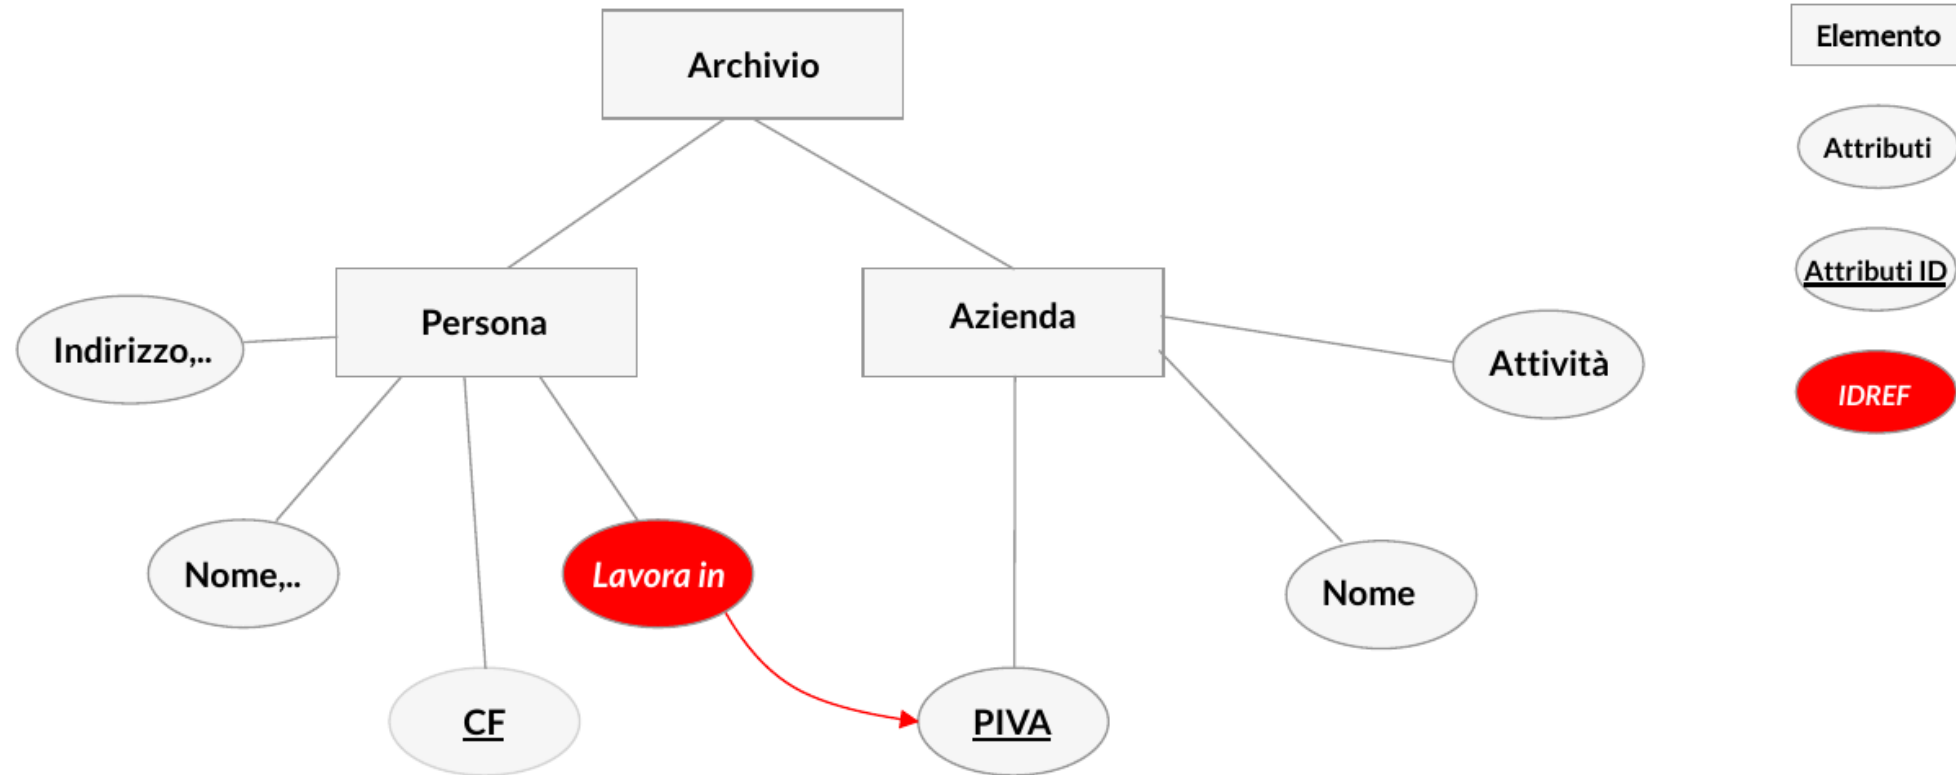 Archivio
Elemento
Attributi
Attributi ID
IDREF
Persona
Azienda
Indirizzo,..
Attività
Nome,..
Lavora in
Nome
CF
PIVA